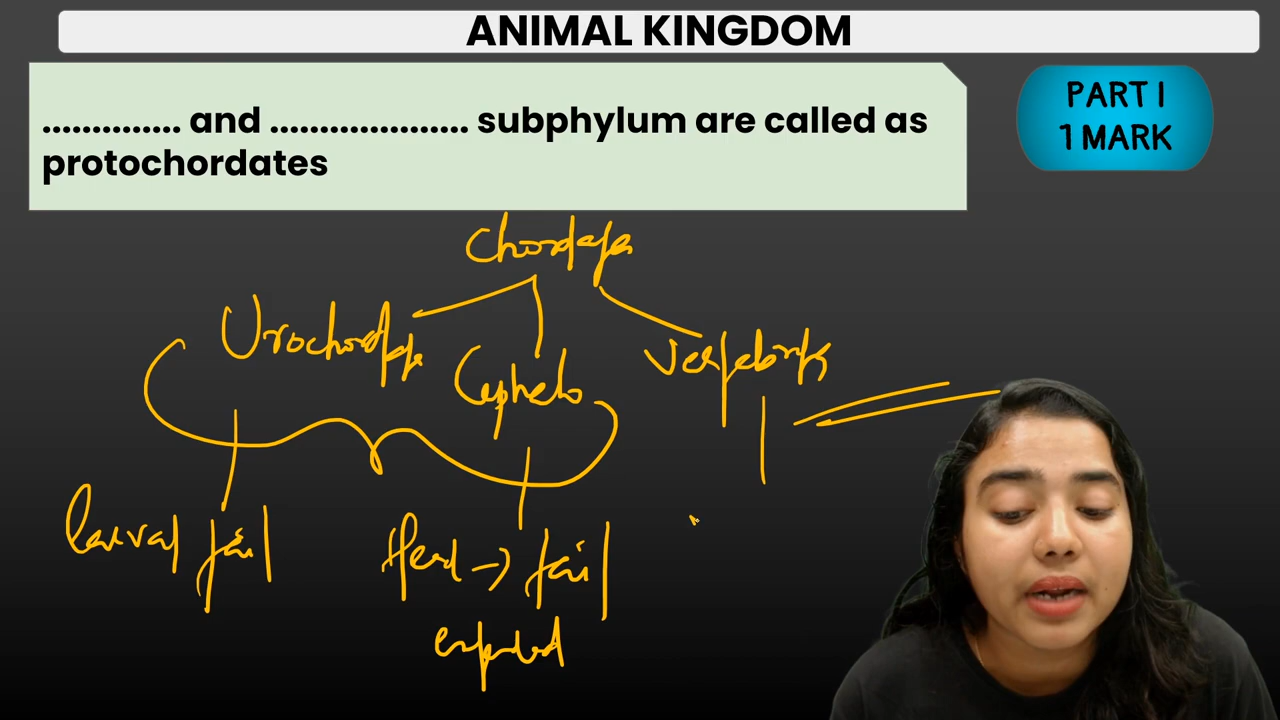 ANIMAL KINGDOM
.............. and .................... subphylum are called as
protochordates
PART I
1 MARK
Chordata
Urochordata
Cephalo
Vertebrata
larval tail
Head → tail